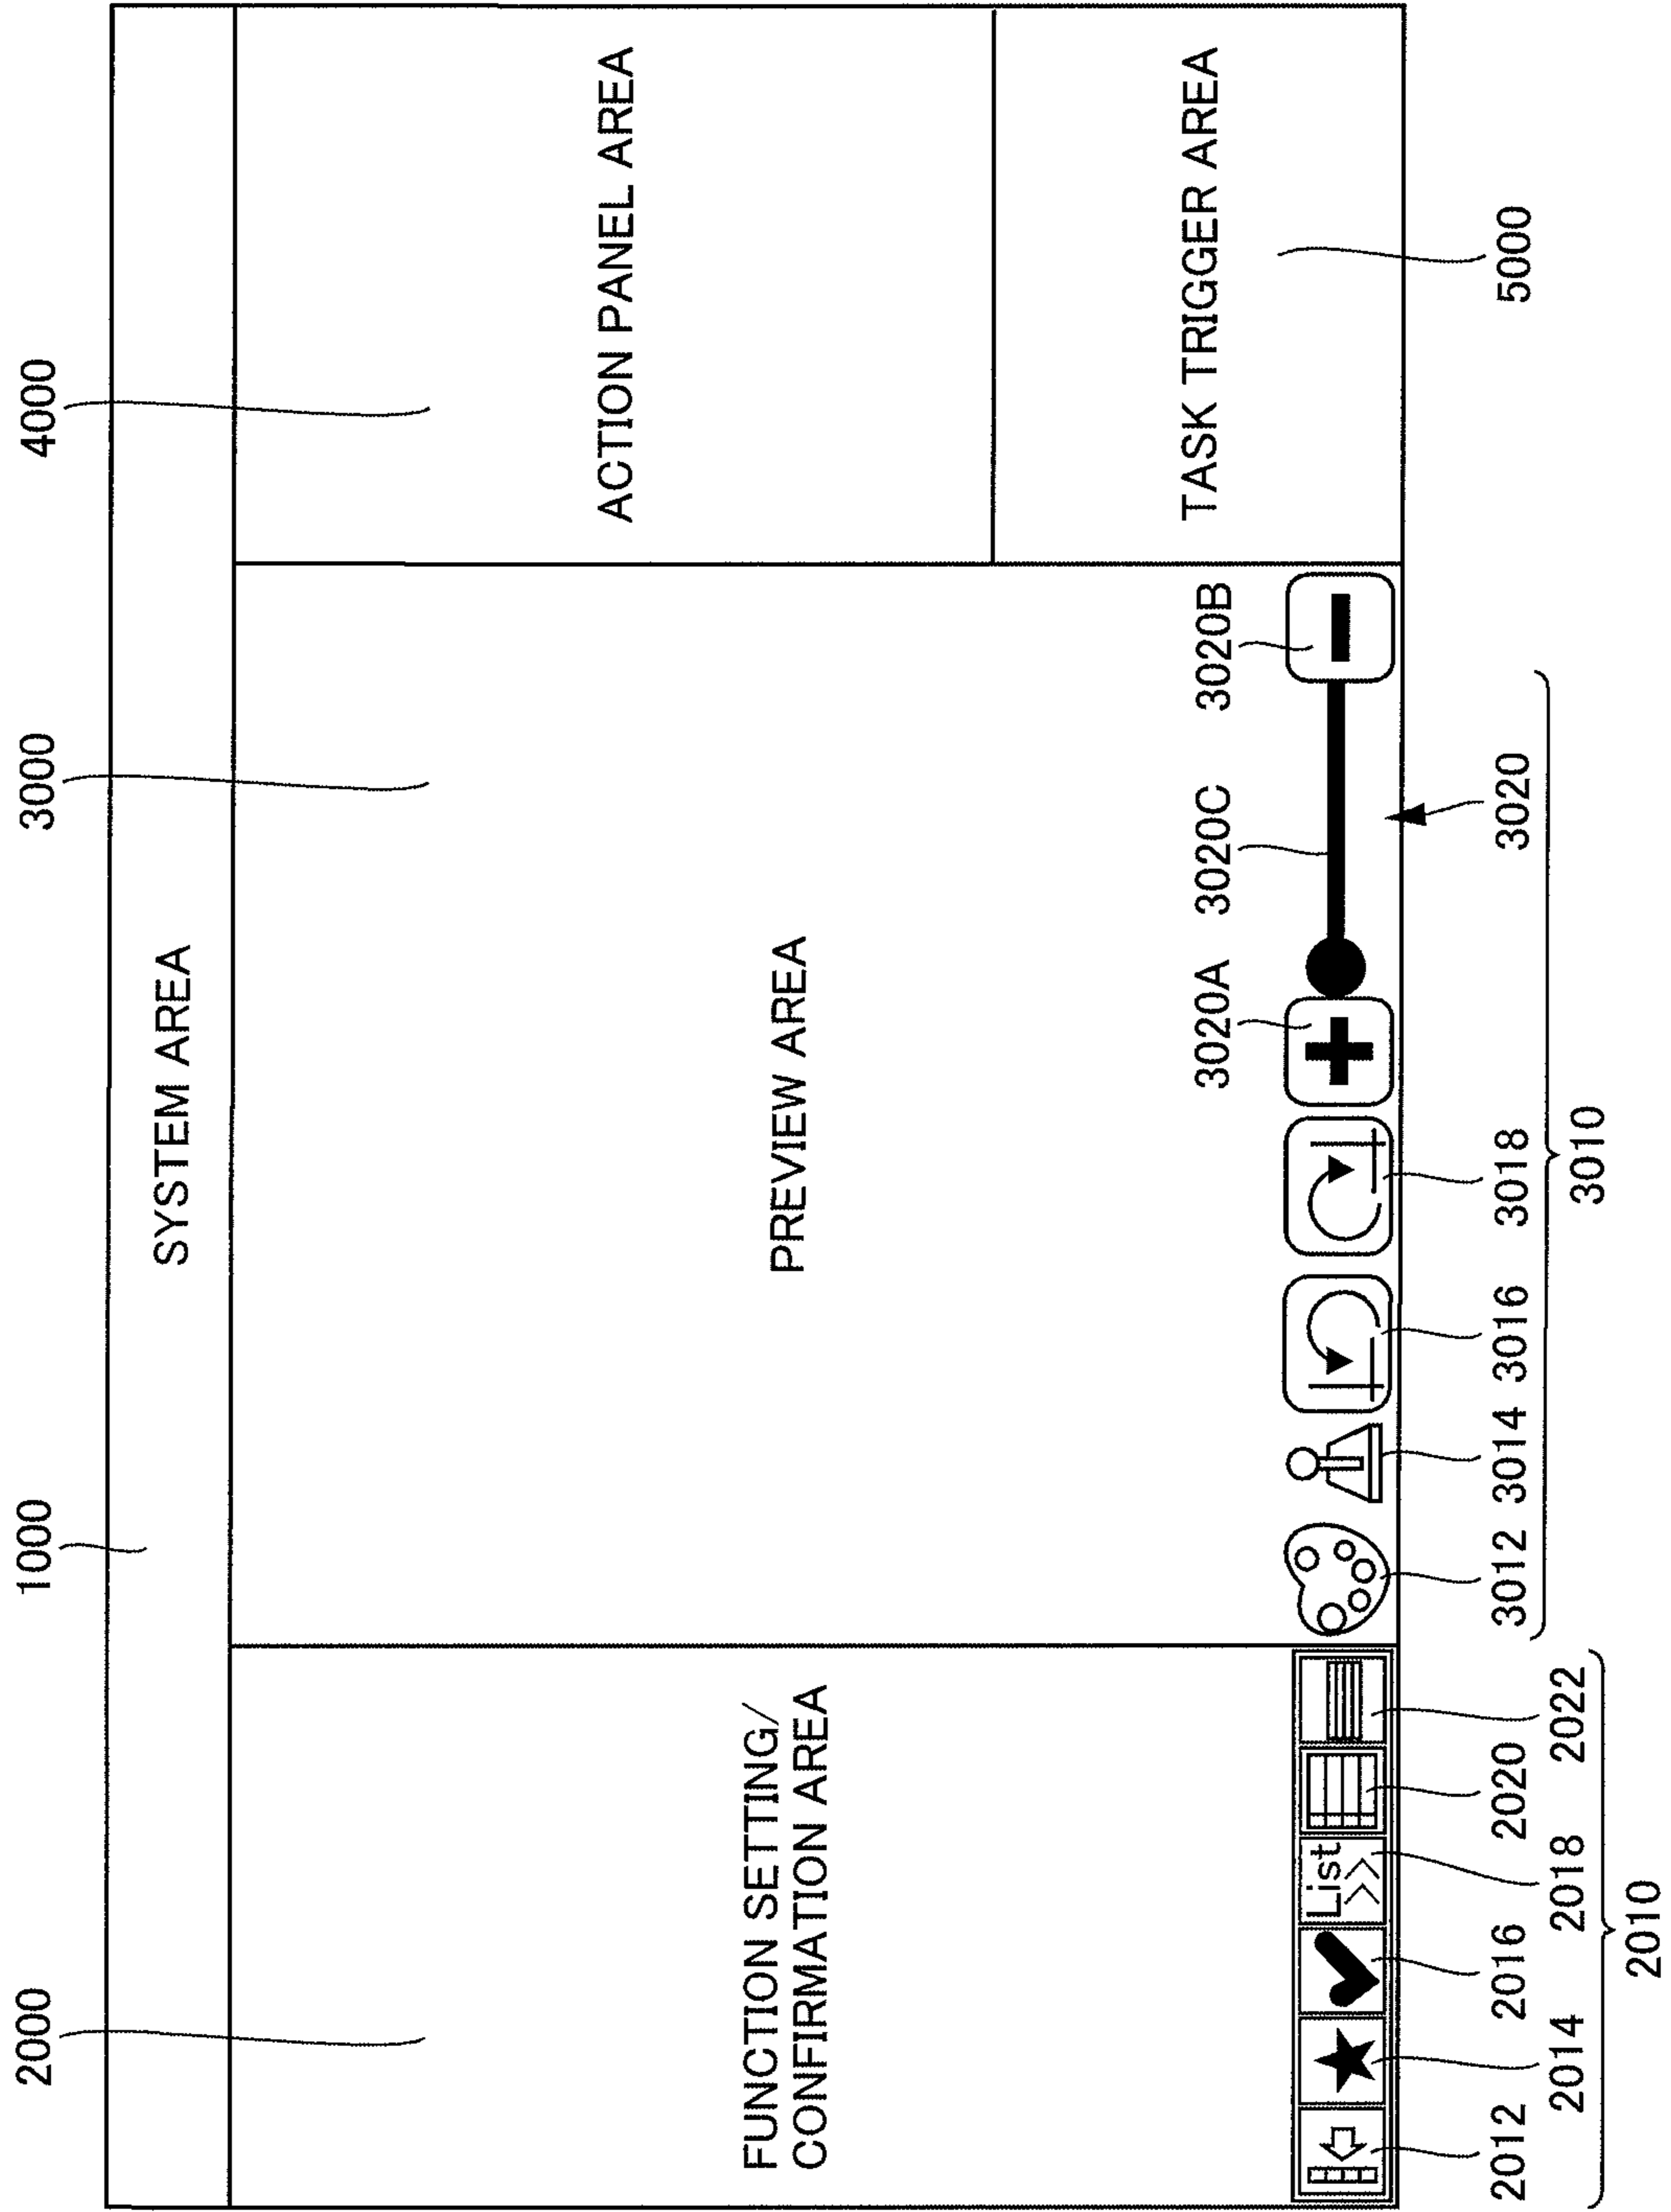 1000
2000
3000
4000
SYSTEM AREA
FUNCTION SETTING/
CONFIRMATION AREA
PREVIEW AREA
ACTION PANEL AREA
TASK TRIGGER AREA
3020A
3020C
3020B
List
2012
2014
2016
2018
2020
2022
2010
3012
3014
3016
3018
3020
3010
5000